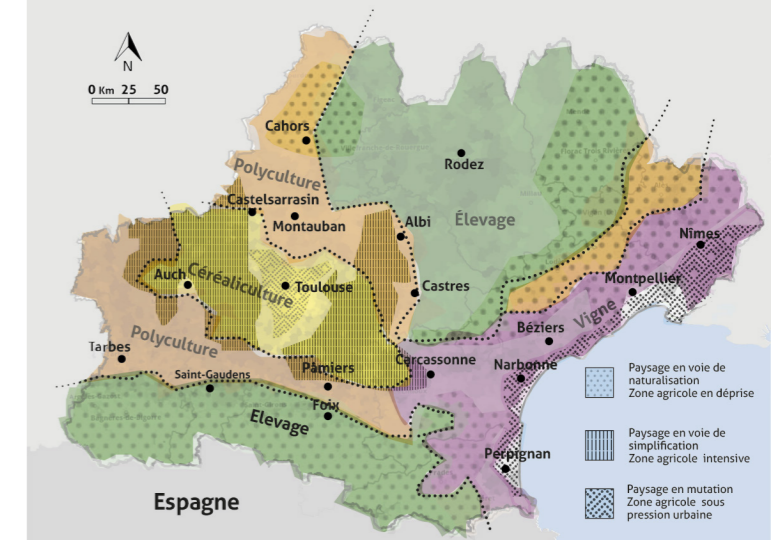 N
0 Km 25 50
Cahors
Rodez
Polyculture
Castelsarrasin
Montauban
Albi
Élevage
Nîmes
Auch
Céréaliculture
Toulouse
Castres
Montpellier
Vigne
Béziers
Polyculture
Tarbes
Saint-Gaudens
Pâmiers
Carcassonne
Narbonne
Foix
Elevage
Perpignan
Espagne
Paysage en voie de
naturalisation
Zone agricole en déprise
Paysage en voie de
simplification
Zone agricole intensive
Paysage en mutation
Zone agricole sous
pression urbaine